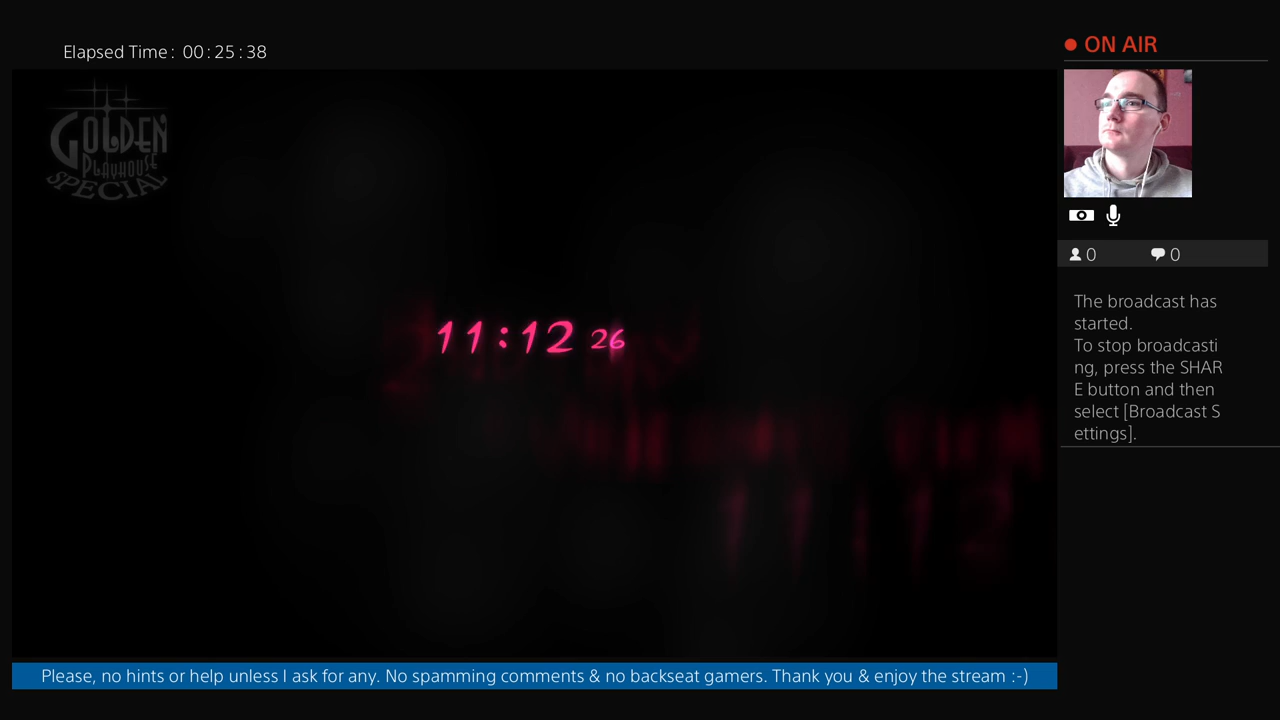 Elapsed Time: 00:25:38
ON AIR
GOLDEN
PLAYHOUSE
SPECIAL
11:12 26
11:12
0 0
The broadcast has
started.
To stop broadcasti
ng, press the SHAR
E button and then
select [Broadcast S
ettings].
Please, no hints or help unless I ask for any. No spamming comments & no backseat gamers. Thank you & enjoy the stream :-)